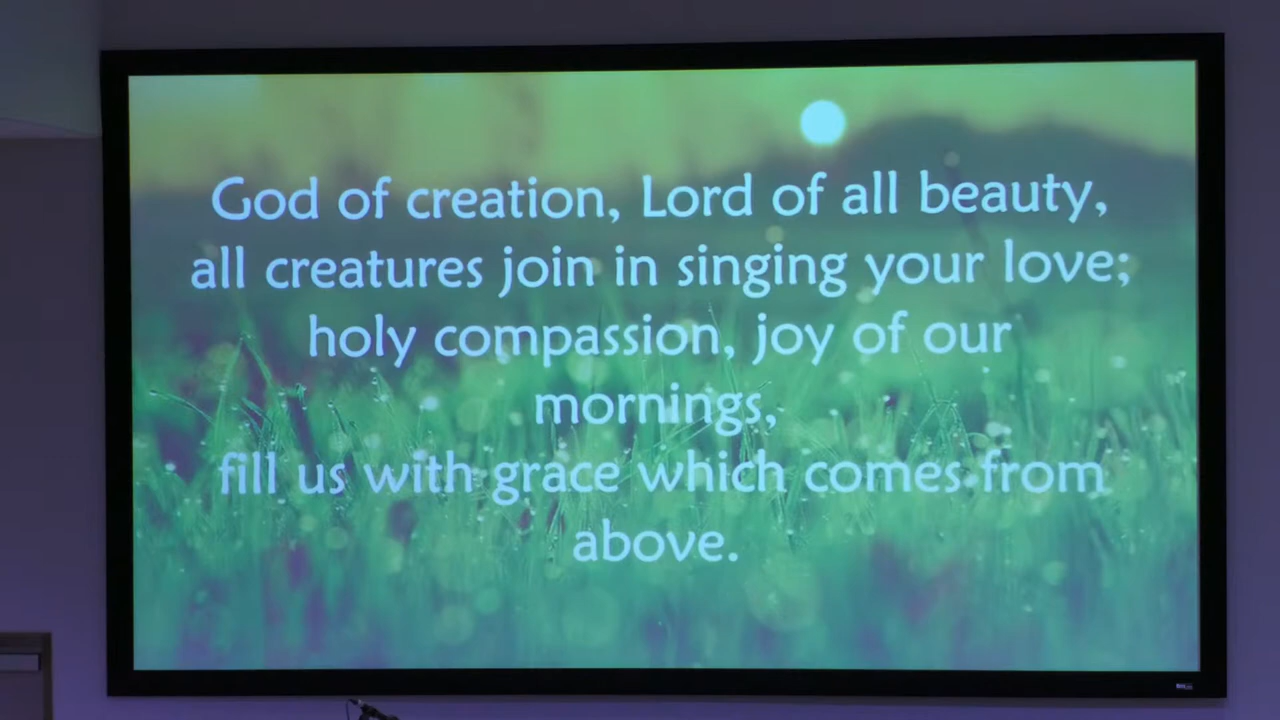 God of creation, Lord of all beauty,
all creatures join in singing your love;
holy compassion, joy of our
mornings,
fill us with grace which comes from
above.